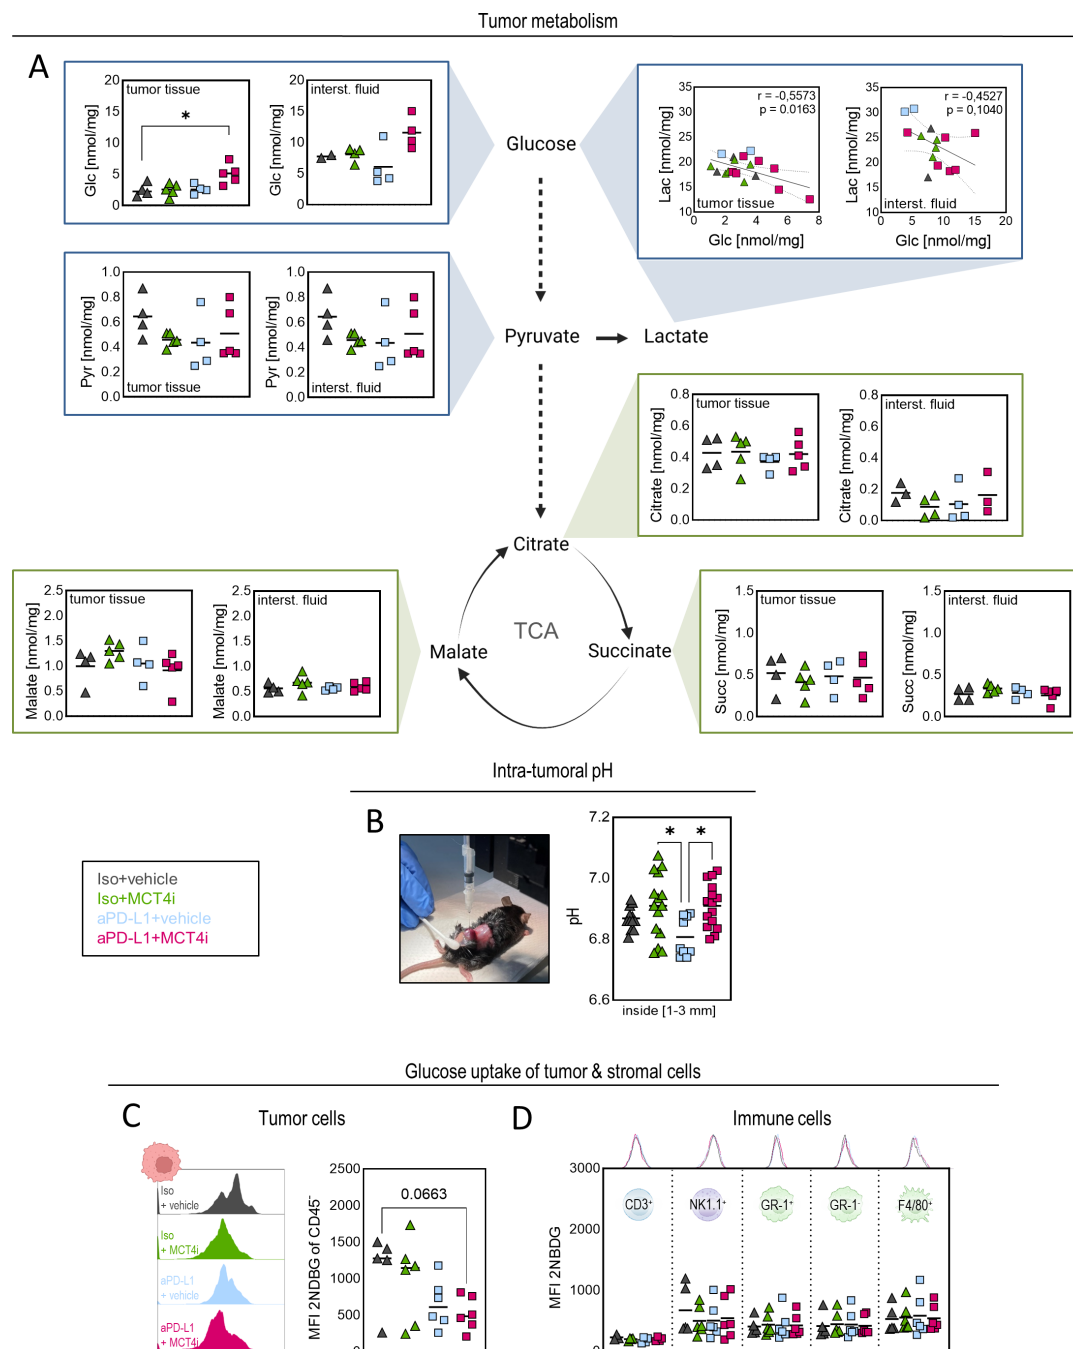 Tumor metabolism
A
20
15
10
5
0
Glc [nmol/mg]
tumor tissue
*
20
15
10
5
0
Glc [nmol/mg]
interst. fluid
Glucose
35
30
25
20
15
10
Lac [nmol/mg]
r = -0,5573
p = 0.0163
tumor tissue
0 2 4 6 8
Glc [nmol/mg]
35
30
25
20
15
10
Lac [nmol/mg]
r = -0,4527
p = 0,1040
interst. fluid
0 5 10 15 20
Glc [nmol/mg]
1.0
0.8
0.6
0.4
0.2
0.0
Pyr [nmol/mg]
tumor tissue
1.0
0.8
0.6
0.4
0.2
0.0
Pyr [nmol/mg]
interst. fluid
Pyruvate
Lactate
0.8
0.6
0.4
0.2
0.0
Citrate [nmol/mg]
tumor tissue
0.8
0.6
0.4
0.2
0.0
Citrate [nmol/mg]
interst. fluid
Citrate
TCA
Malate
Succinate
2.5
2.0
1.5
1.0
0.5
0.0
Malate [nmol/mg]
tumor tissue
2.5
2.0
1.5
1.0
0.5
0.0
Malate [nmol/mg]
interst. fluid
1.5
1.0
0.5
0.0
Succ [nmol/mg]
tumor tissue
1.5
1.0
0.5
0.0
Succ [nmol/mg]
interst. fluid
Intra-tumoral pH
B
Iso+vehicle
Iso+MCT4i
aPD-L1+vehicle
aPD-L1+MCT4i
7.2
7.0
6.8
6.6
pH
* *
inside [1-3 mm]
Glucose uptake of tumor & stromal cells
C
Tumor cells
Iso
+ vehicle
Iso
+ MCT4i
aPD-L1
+ vehicle
aPD-L1
+ MCT4i
2500
2000
1500
1000
500
0
MFI 2NDBG of CD45-
0.0663
D
Immune cells
3000
2000
1000
0
MFI 2NBDG
CD3+
NK1.1+
GR-1+
GR-1-
F4/80+